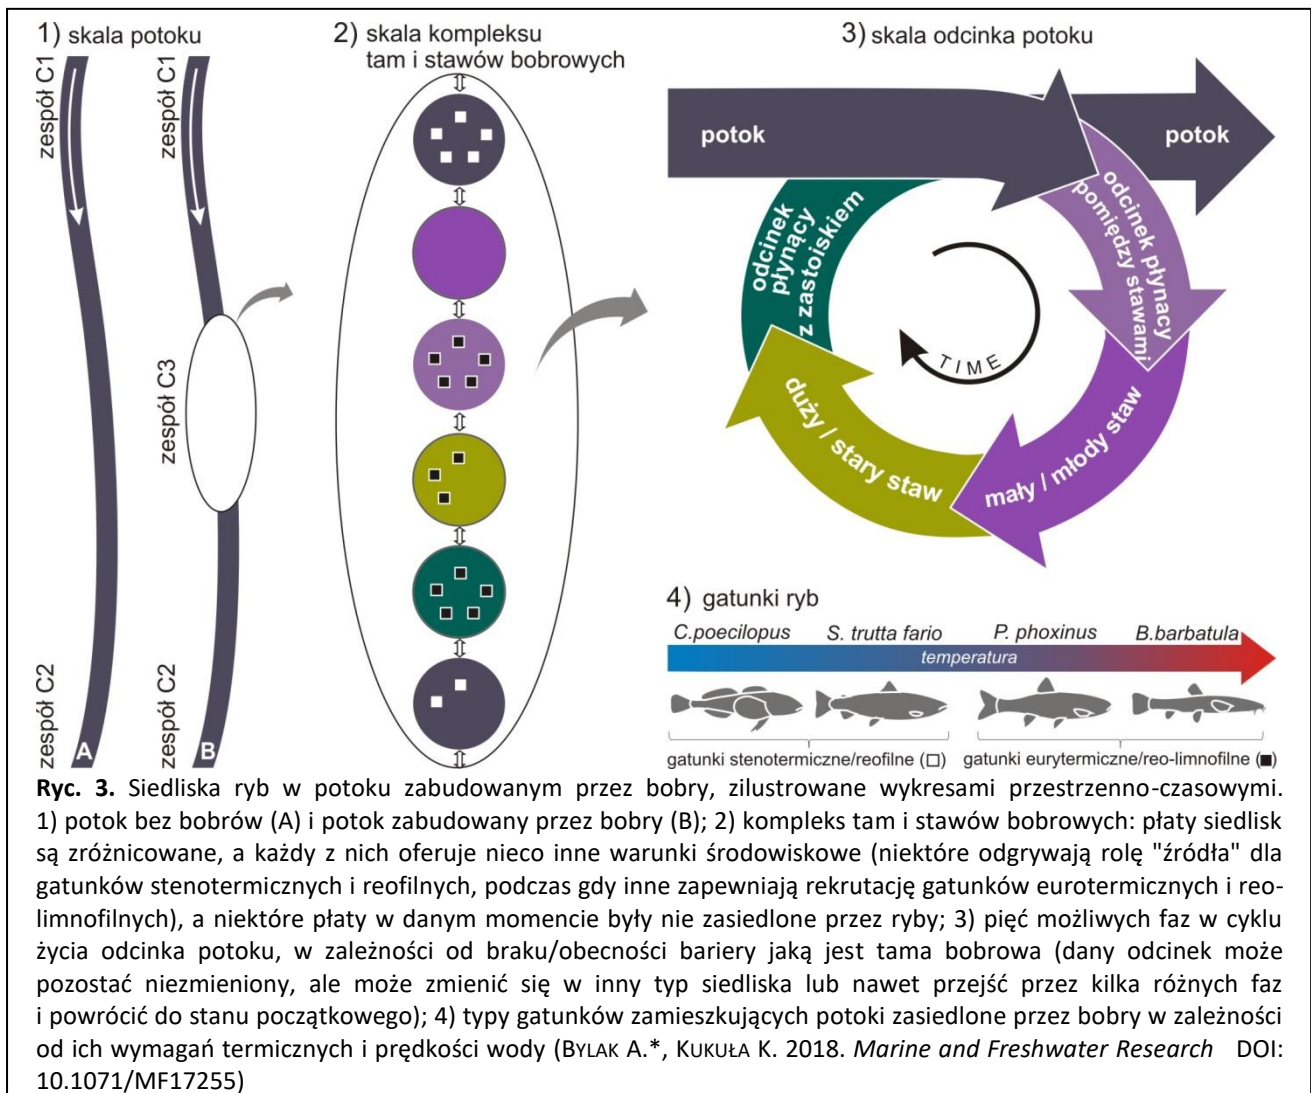 1) skala potoku
2) skala kompleksu
tam i stawów bobrowych
3) skala odcinka potoku
zespół C1
zespół C1
zespół C3
zespół C2
zespół C2
A
B
potok
potok
odcinek płynący
pomiędzy stawami
mały / młody staw
duży / stary staw
odcinek
płynący
z zastoiskiem
TIME
4) gatunki ryb
C.poecilopus S. trutta fario P. phoxinus B.barbatula
temperatura
gatunki stenotermiczne/reofilne (□) gatunki eurytermiczne/reo-limnofilne (■)
Ryc. 3. Siedliska ryb w potoku zabudowanym przez bobry, zilustrowane wykresami przestrzenno-czasowymi.
1) potok bez bobrów (A) i potok zabudowany przez bobry (B); 2) kompleks tam i stawów bobrowych: płaty siedlisk
są zróżnicowane, a każdy z nich oferuje nieco inne warunki środowiskowe (niektóre odgrywają rolę "źródła" dla
gatunków stenotermicznych i reofilnych, podczas gdy inne zapewniają rekrutację gatunków eurotermicznych i reo-
limnofilnych), a niektóre płaty w danym momencie były nie zasiedlone przez ryby; 3) pięć możliwych faz w cyklu
życia odcinka potoku, w zależności od braku/obecności bariery jaką jest tama bobrowa (dany odcinek może
pozostać niezmieniony, ale może zmienić się w inny typ siedliska lub nawet przejść przez kilka różnych faz
i powrócić do stanu początkowego); 4) typy gatunków zamieszkujących potoki zasiedlone przez bobry w zależności
od ich wymagań termicznych i prędkości wody (BYLAK A.*, KUKUŁA K. 2018. Marine and Freshwater Research DOI:
10.1071/MF17255)